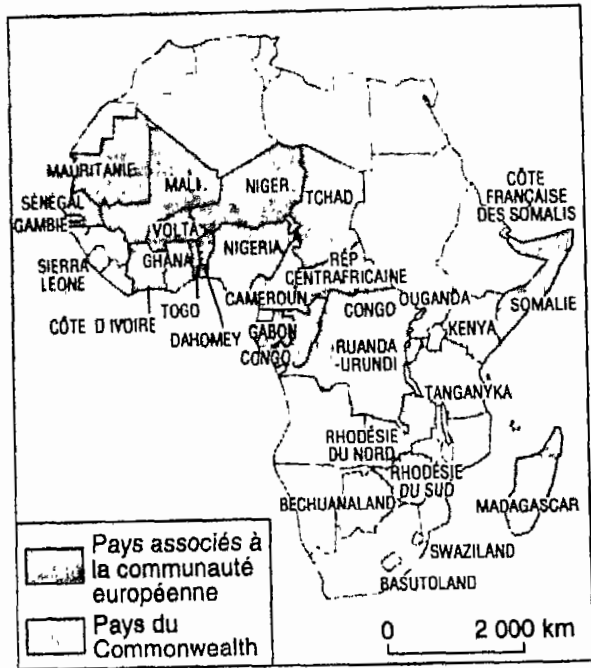 MAURITANIE
MALI.
NIGER
TCHAD
CÔTE
FRANÇAISE
DES SOMALIS
SÉNÉGAL
GAMBIE
VOLTA
NIGERIA
SIERRA
LEONE
GHANA
RÉP
CENTRAFRICAINE
CÔTE D'IVOIRE
TOGO
DAHOMEY
CAMEROUN
CONGO
OUGANDA
SOMALIE
GABON
KENYA
CONGO
RUANDA
-URUNDI
TANGANYKA
RHODÉSIE
DU NORD
RHODÉSIE
DU SUD
BECHUANALAND
MADAGASCAR
SWAZILAND
BASUTOLAND
Pays associés à
la communauté
européenne
Pays du
Commonwealth
0 2 000 km